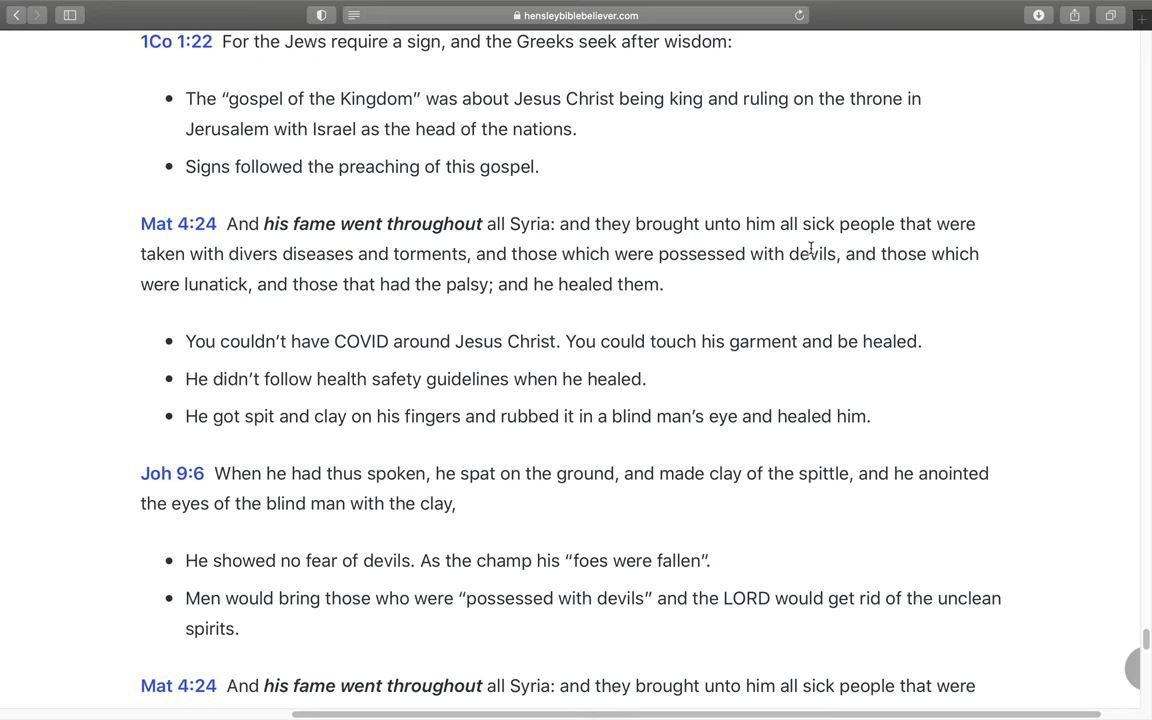 hensleybiblebeliever.com
1Co 1:22 For the Jews require a sign, and the Greeks seek after wisdom:
• The “gospel of the Kingdom” was about Jesus Christ being king and ruling on the throne in
Jerusalem with Israel as the head of the nations.
• Signs followed the preaching of this gospel.
Mat 4:24 And his fame went throughout all Syria: and they brought unto him all sick people that were
taken with divers diseases and torments, and those which were possessed with devils, and those which
were lunatick, and those that had the palsy; and he healed them.
• You couldn’t have COVID around Jesus Christ. You could touch his garment and be healed.
• He didn’t follow health safety guidelines when he healed.
• He got spit and clay on his fingers and rubbed it in a blind man’s eye and healed him.
Joh 9:6 When he had thus spoken, he spat on the ground, and made clay of the spittle, and he anointed
the eyes of the blind man with the clay,
• He showed no fear of devils. As the champ his “foes were fallen”.
• Men would bring those who were “possessed with devils” and the LORD would get rid of the unclean
spirits.
Mat 4:24 And his fame went throughout all Syria: and they brought unto him all sick people that were